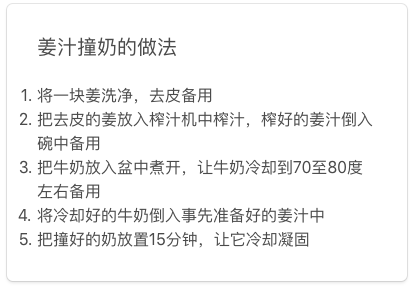 姜汁撞奶的做法
1. 将一块姜洗净，去皮备用
2. 把去皮的姜放入榨汁机中榨汁，榨好的姜汁倒入
碗中备用
3. 把牛奶放入盆中煮开，让牛奶冷却到70至80度
左右备用
4. 将冷却好的牛奶倒入事先准备好的姜汁中
5. 把撞好的奶放置15分钟，让它冷却凝固